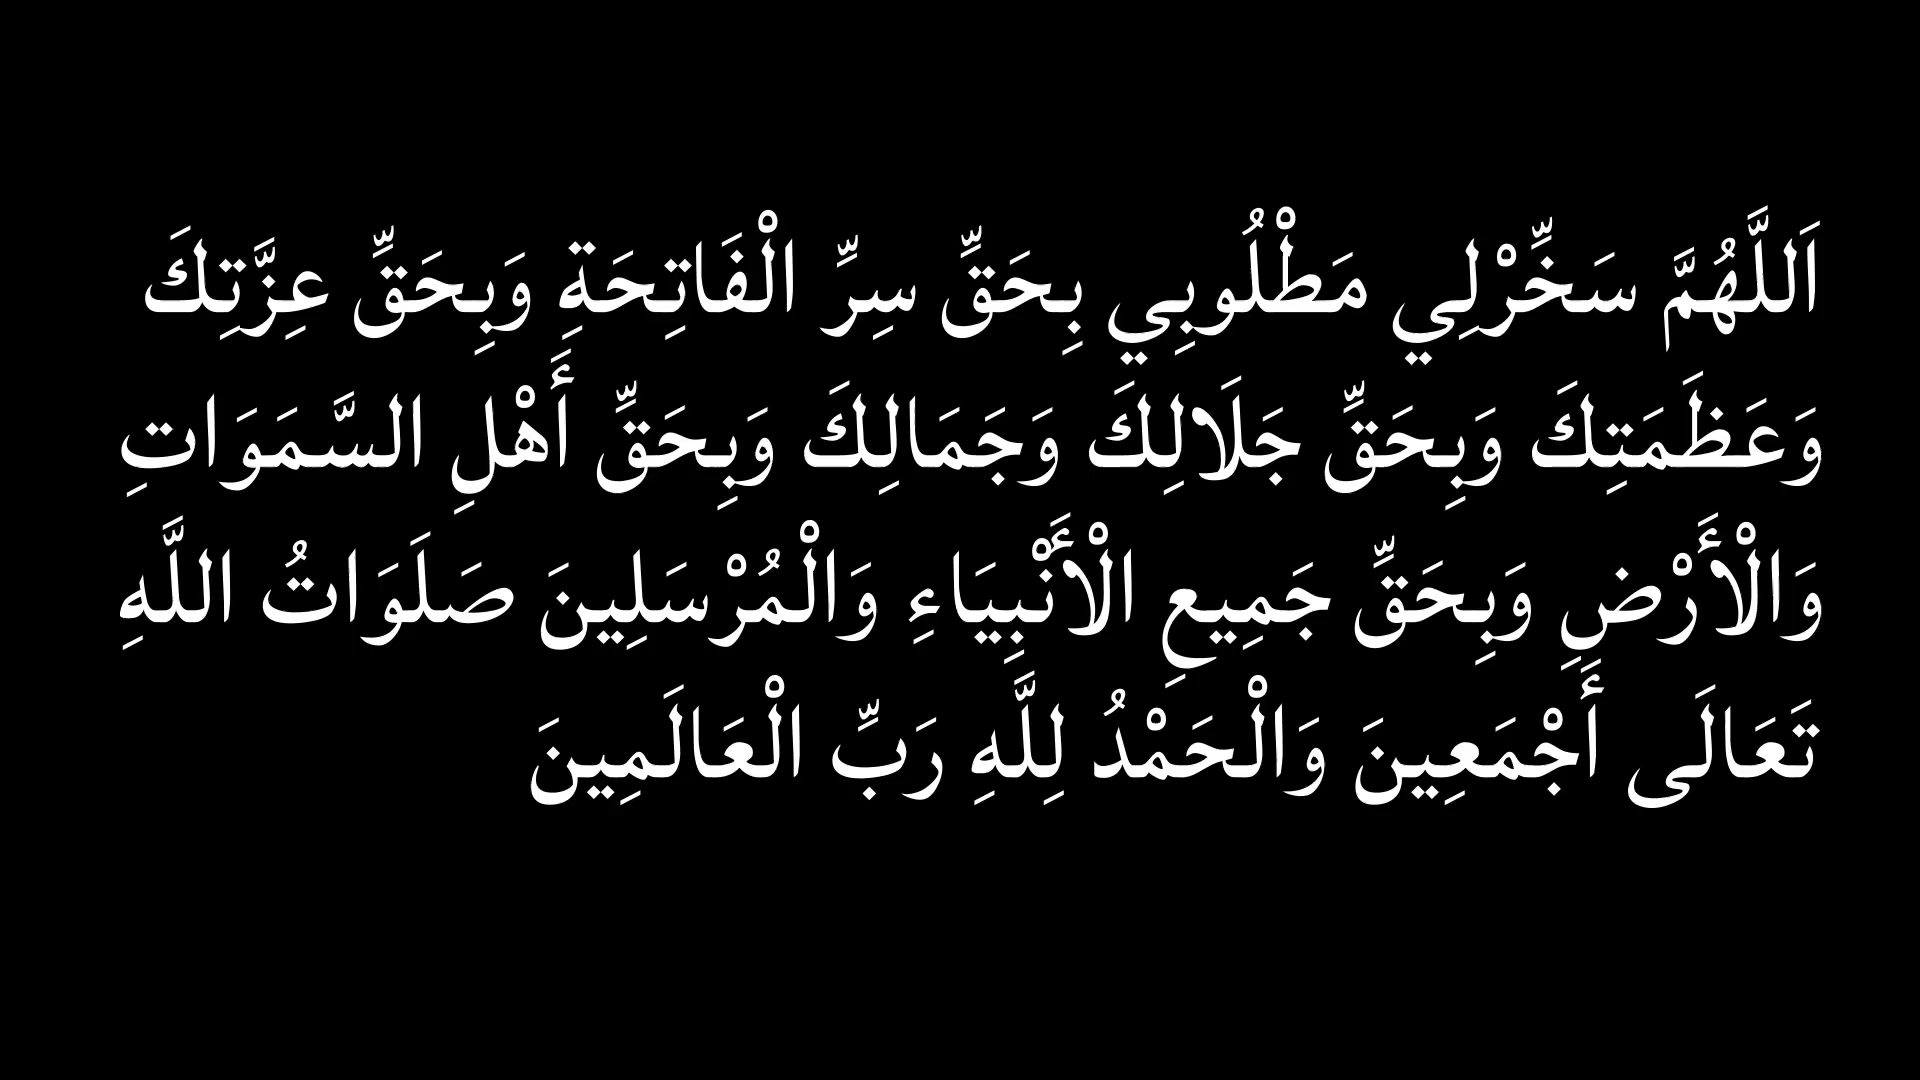 اَللَّهُمَّ سَخِّرْلِي مَطْلُوبِي بِحَقِّ سِرِّ الْفَاتِحَةِ وَبِحَقِّ عِزَّتِكَ
وَعَظَمَتِكَ وَبِحَقِّ جَلَالِكَ وَجَمَالِكَ وَبِحَقِّ أَهْلِ السَّمَوَاتِ
وَالْأَرْضِ وَبِحَقِّ جَمِيعِ الْأَنْبِيَاءِ وَالْمُرْسَلِينَ صَلَوَاتُ اللَّهِ
تَعَالَى أَجْمَعِينَ وَالْحَمْدُ لِلَّهِ رَبِّ الْعَالَمِينَ